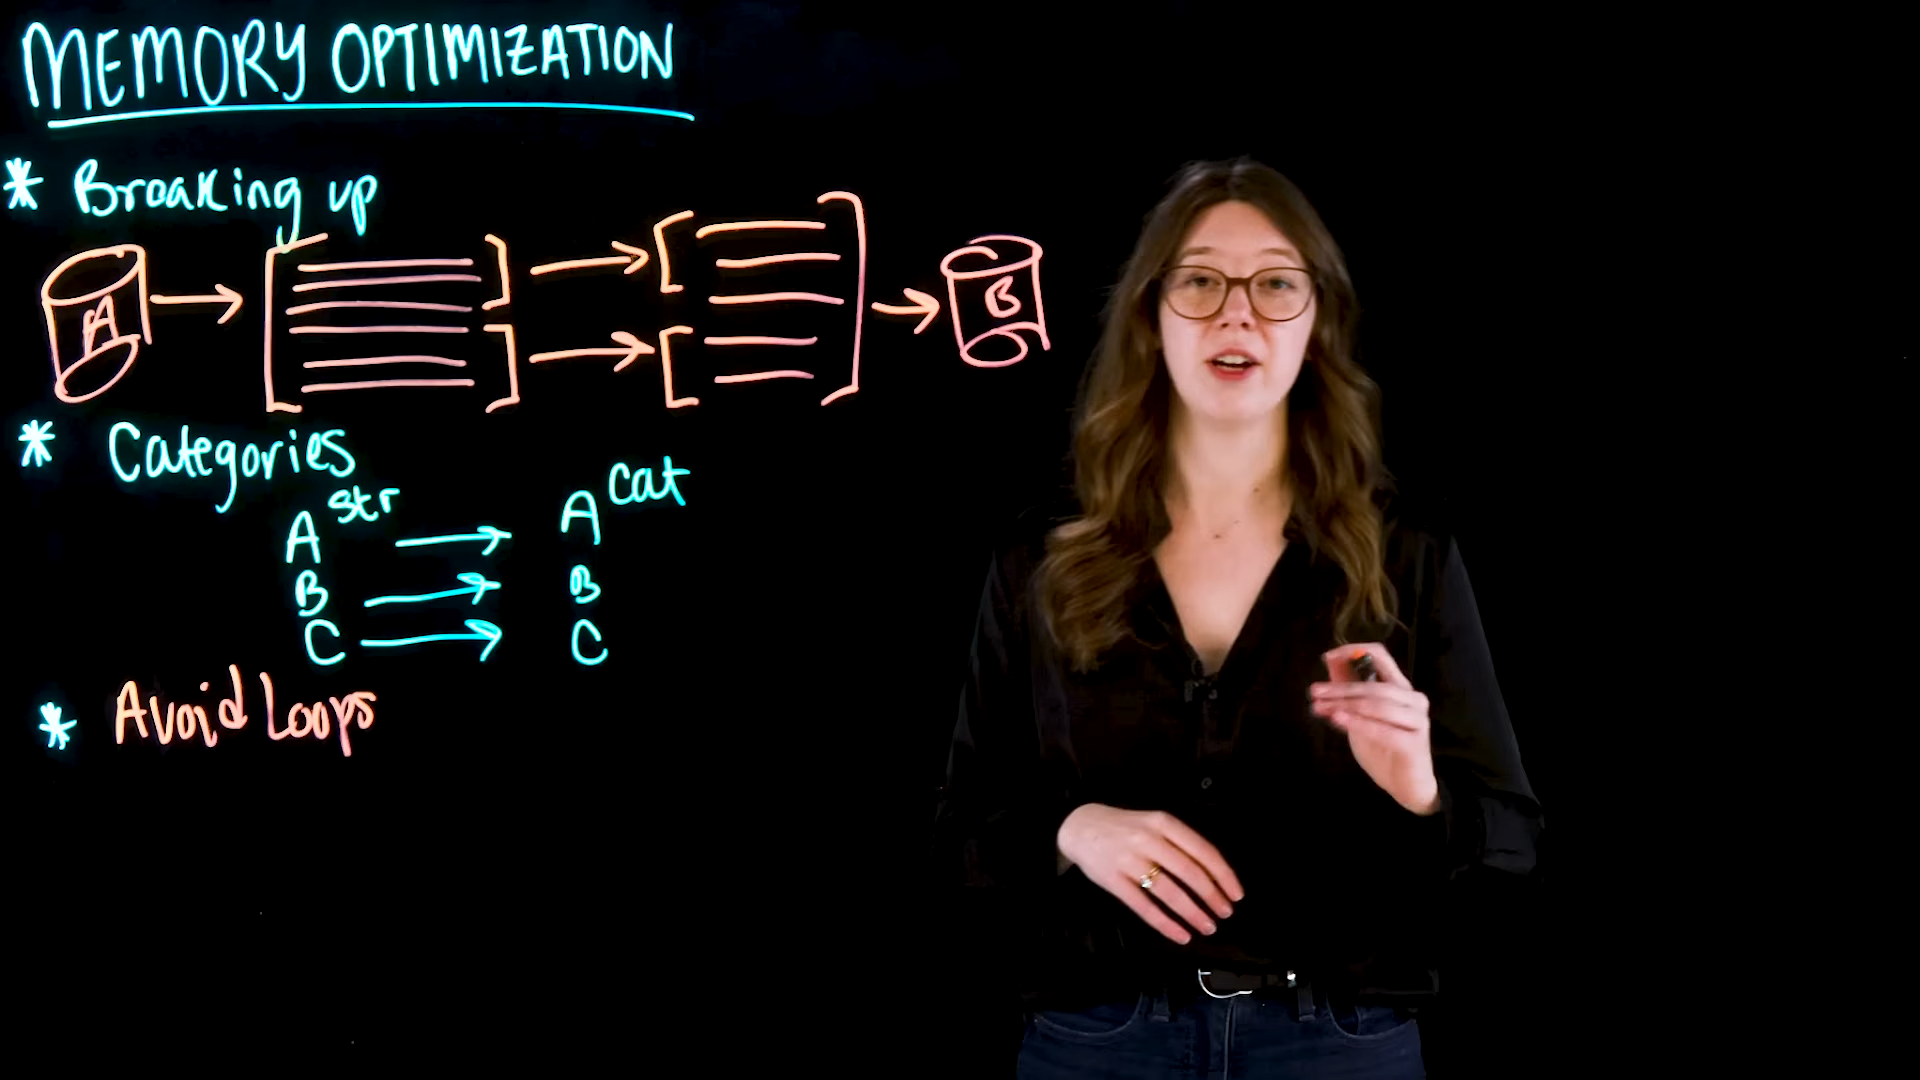 MEMORY OPTIMIZATION
* Breaking up
A B
* Categories
A str A cat
B B
C C
* Avoid Loops